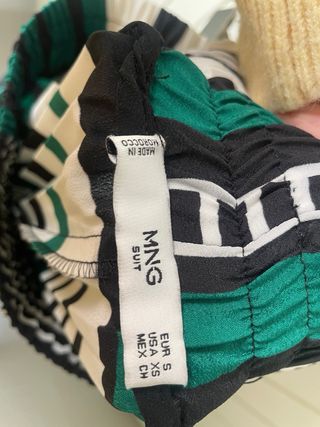 MADE IN
MOROCCO
MNG
SUIT
EUR S
USA XS
MEX CH